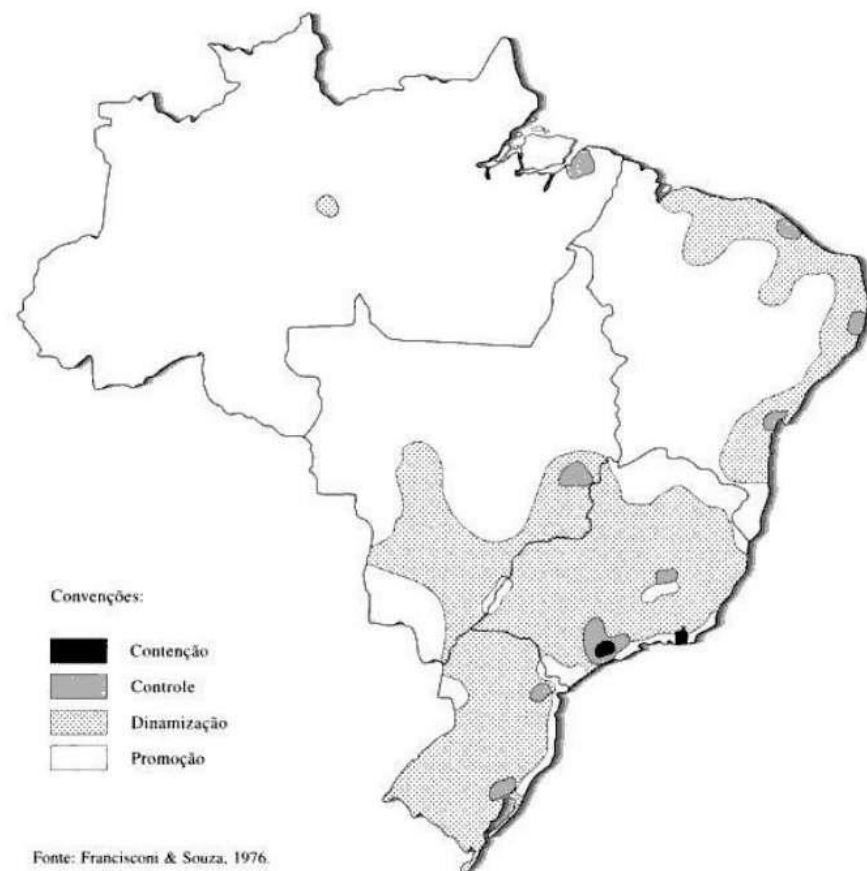 Convenções:
Contenção
Controle
Dinamização
Promoção
Fonte: Francisconi & Souza, 1976.